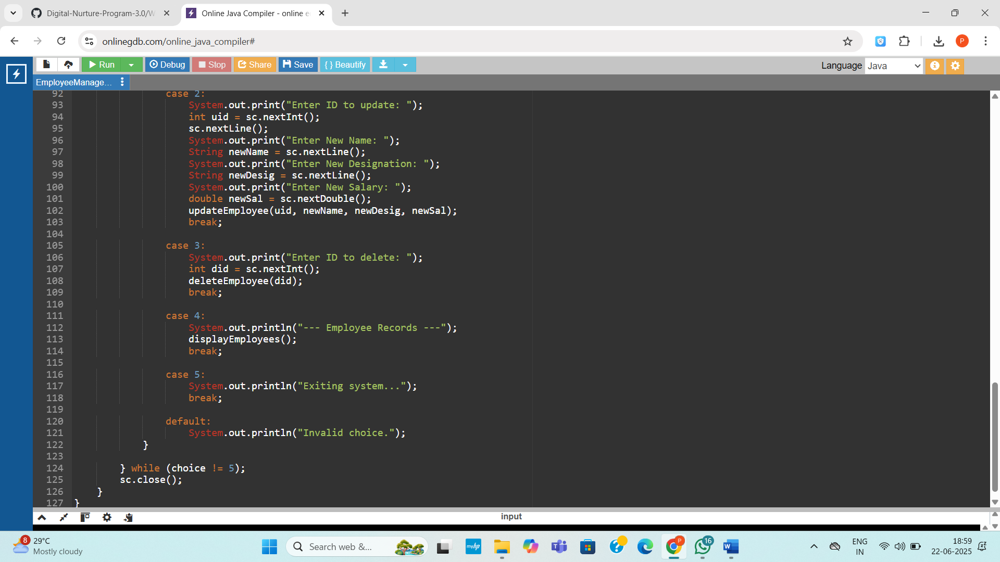 Digital-Nurture-Program-3.0/W
Online Java Compiler - online e
onlinegdb.com/online_java_compiler#
P
Run
Debug
Stop
Share
Save
{ } Beautify
Language
Java
EmployeeManage...
92 case 2:
93 System.out.print("Enter ID to update: ");
94 int uid = sc.nextInt();
95 sc.nextLine();
96 System.out.print("Enter New Name: ");
97 String newName = sc.nextLine();
98 System.out.print("Enter New Designation: ");
99 String newDesig = sc.nextLine();
100 System.out.print("Enter New Salary: ");
101 double newSal = sc.nextDouble();
102 updateEmployee(uid, newName, newDesig, newSal);
103 break;
104
105 case 3:
106 System.out.print("Enter ID to delete: ");
107 int did = sc.nextInt();
108 deleteEmployee(did);
109 break;
110
111 case 4:
112 System.out.println("--- Employee Records ---");
113 displayEmployees();
114 break;
115
116 case 5:
117 System.out.println("Exiting system...");
118 break;
119
120 default:
121 System.out.println("Invalid choice.");
122 }
123
124 } while (choice != 5);
125 sc.close();
126 }
127 }
input
8
29°C
Mostly cloudy
Search web &...
myhp
P
16
W
ENG
IN
18:59
22-06-2025